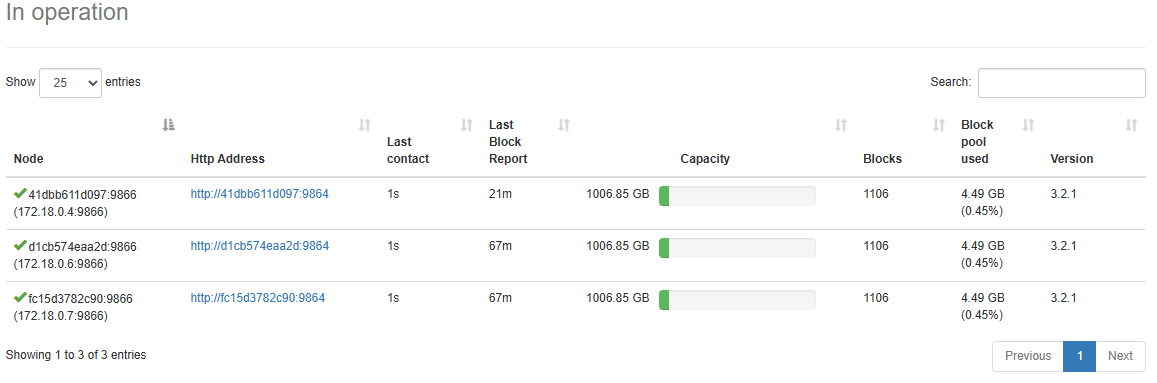 In operation
Show 25 entries
Search:
Node
Http Address
Last contact
Last Block Report
Capacity
Blocks
Block pool used
Version
41dbb611d097:9866 (172.18.0.4:9866) http://41dbb611d097:9864 1s 21m 1006.85 GB 1106 4.49 GB (0.45%) 3.2.1
d1cb574eaa2d:9866 (172.18.0.6:9866) http://d1cb574eaa2d:9864 1s 67m 1006.85 GB 1106 4.49 GB (0.45%) 3.2.1
fc15d3782c90:9866 (172.18.0.7:9866) http://fc15d3782c90:9864 1s 67m 1006.85 GB 1106 4.49 GB (0.45%) 3.2.1
Showing 1 to 3 of 3 entries
Previous 1 Next